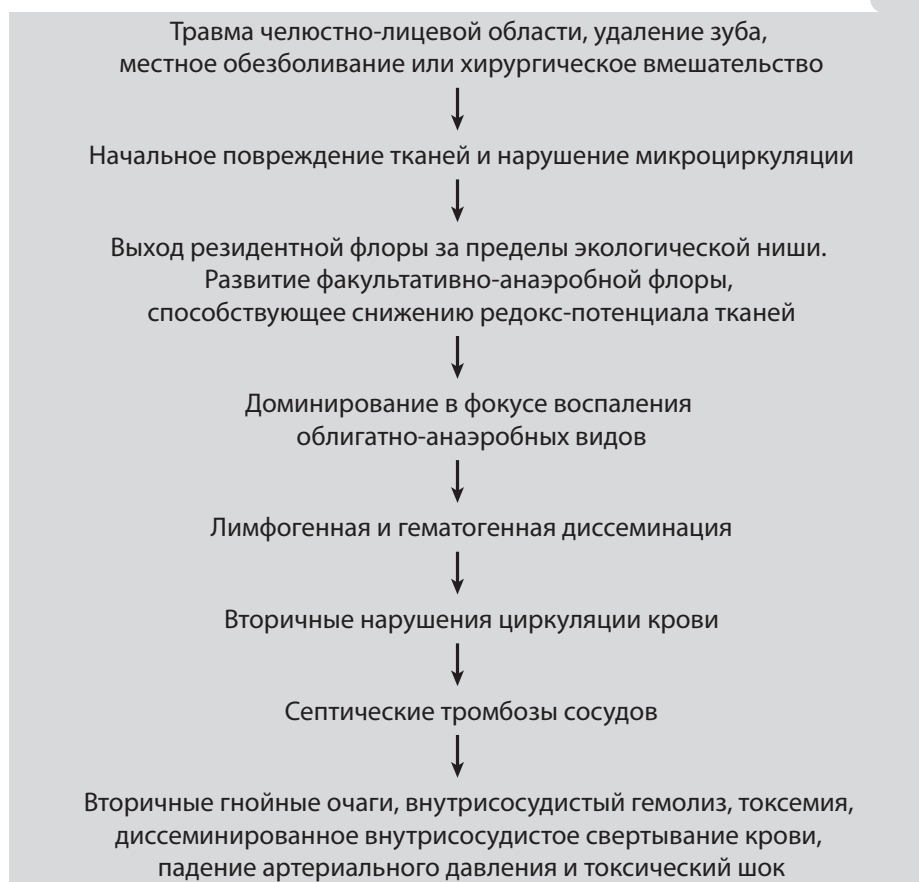 Травма челюстно-лицевой области, удаление зуба,
местное обезболивание или хирургическое вмешательство
Начальное повреждение тканей и нарушение микроциркуляции
Выход резидентной флоры за пределы экологической ниши.
Развитие факультативно-анаэробной флоры,
способствующее снижению редокс-потенциала тканей
Доминирование в фокусе воспаления
облигатно-анаэробных видов
Лимфогенная и гематогенная диссеминация
Вторичные нарушения циркуляции крови
Септические тромбозы сосудов
Вторичные гнойные очаги, внутрисосудистый гемолиз, токсемия,
диссеминированное внутрисосудистое свертывание крови,
падение артериального давления и токсический шок